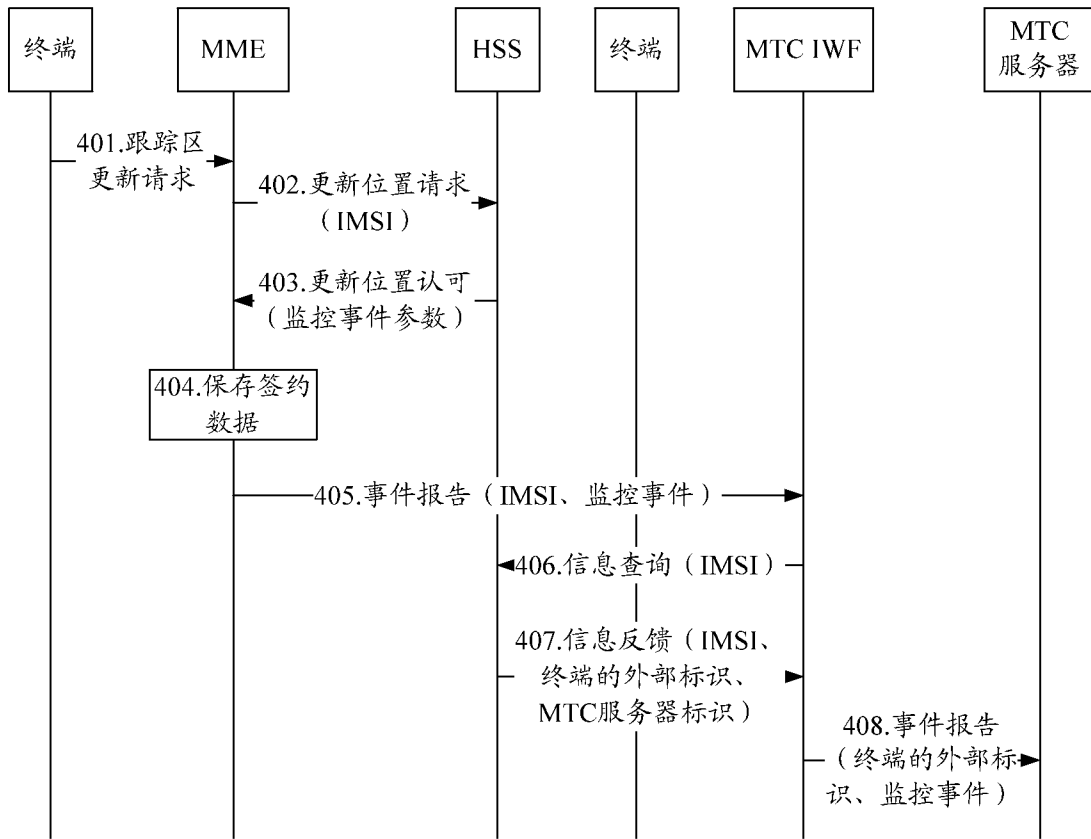 终端
MME
HSS
终端
MTC IWF
MTC
服务器
401.跟踪区
更新请求
402.更新位置请求
（IMSI）
403.更新位置认可
（监控事件参数）
404.保存签约
数据
405.事件报告（IMSI、监控事件）
406.信息查询（IMSI）
407.信息反馈（IMSI、
终端的外部标识、
MTC服务器标识）
408.事件报告
（终端的外部标
识、监控事件）